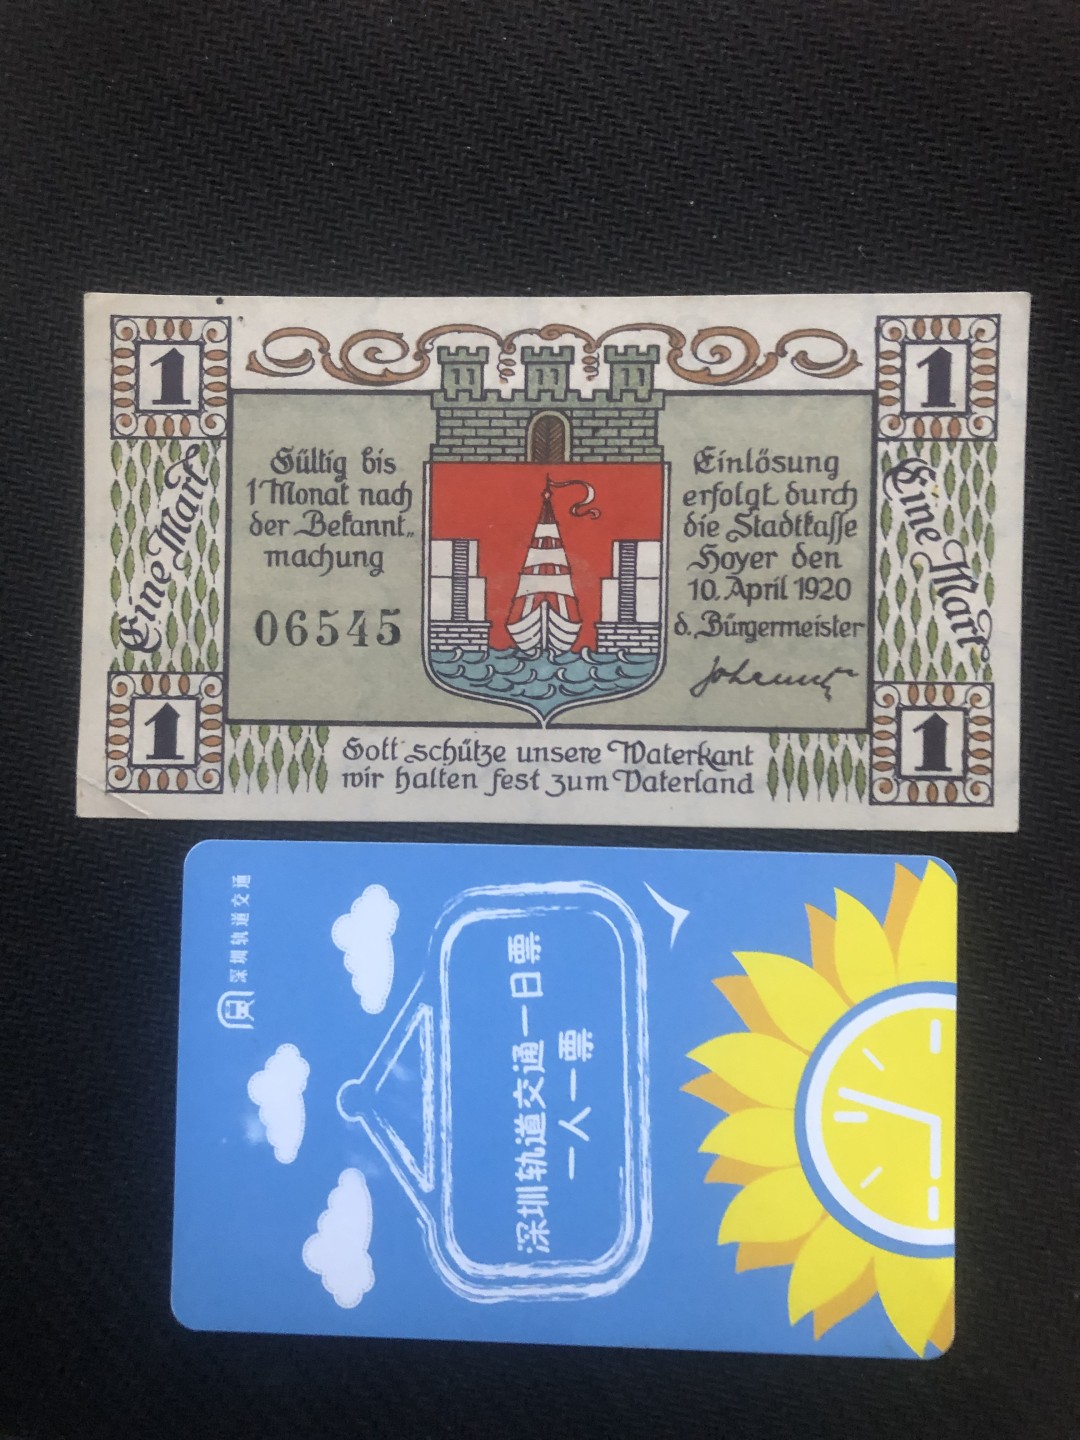 1
1
Eine Mark
Gültig bis
1 Monat nach
der Bekannt„
machung
06545
Einlösung
erfolgt durch
die Stadtkasse
Hoyer den
10. April 1920
d. Bürgermeister
Eine Mark
1
1
Gott schütze unsere Waterkant
wir halten fest zum Vaterland
深圳轨道交通
深圳轨道交通一日票
一人一票